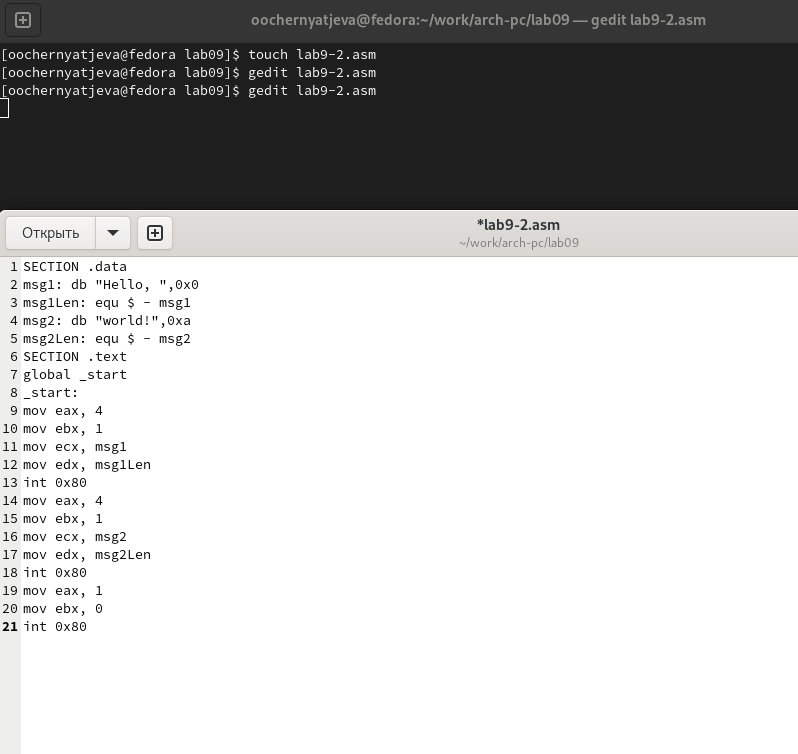 oochernyatjeva@fedora:~/work/arch-pc/lab09 — gedit lab9-2.asm
[oochernyatjeva@fedora lab09]$ touch lab9-2.asm
[oochernyatjeva@fedora lab09]$ gedit lab9-2.asm
[oochernyatjeva@fedora lab09]$ gedit lab9-2.asm
Открыть
*lab9-2.asm
~/work/arch-pc/lab09
1 SECTION .data
2 msg1: db "Hello, ",0x0
3 msg1Len: equ $ - msg1
4 msg2: db "world!",0xa
5 msg2Len: equ $ - msg2
6 SECTION .text
7 global _start
8 _start:
9 mov eax, 4
10 mov ebx, 1
11 mov ecx, msg1
12 mov edx, msg1Len
13 int 0x80
14 mov eax, 4
15 mov ebx, 1
16 mov ecx, msg2
17 mov edx, msg2Len
18 int 0x80
19 mov eax, 1
20 mov ebx, 0
21 int 0x80